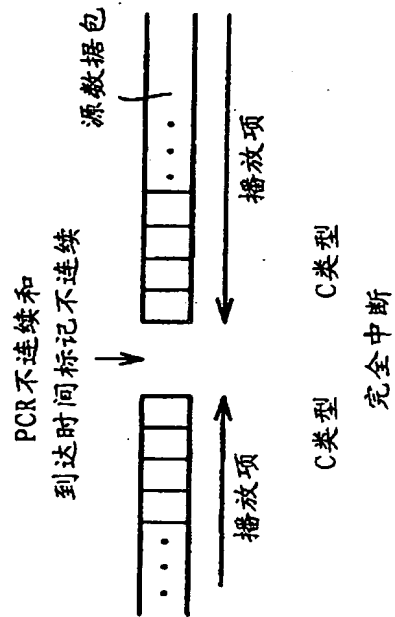 PCR不连续和
到达时间标记不连续
源数据包
播放项
播放项
C类型
C类型
完全中断